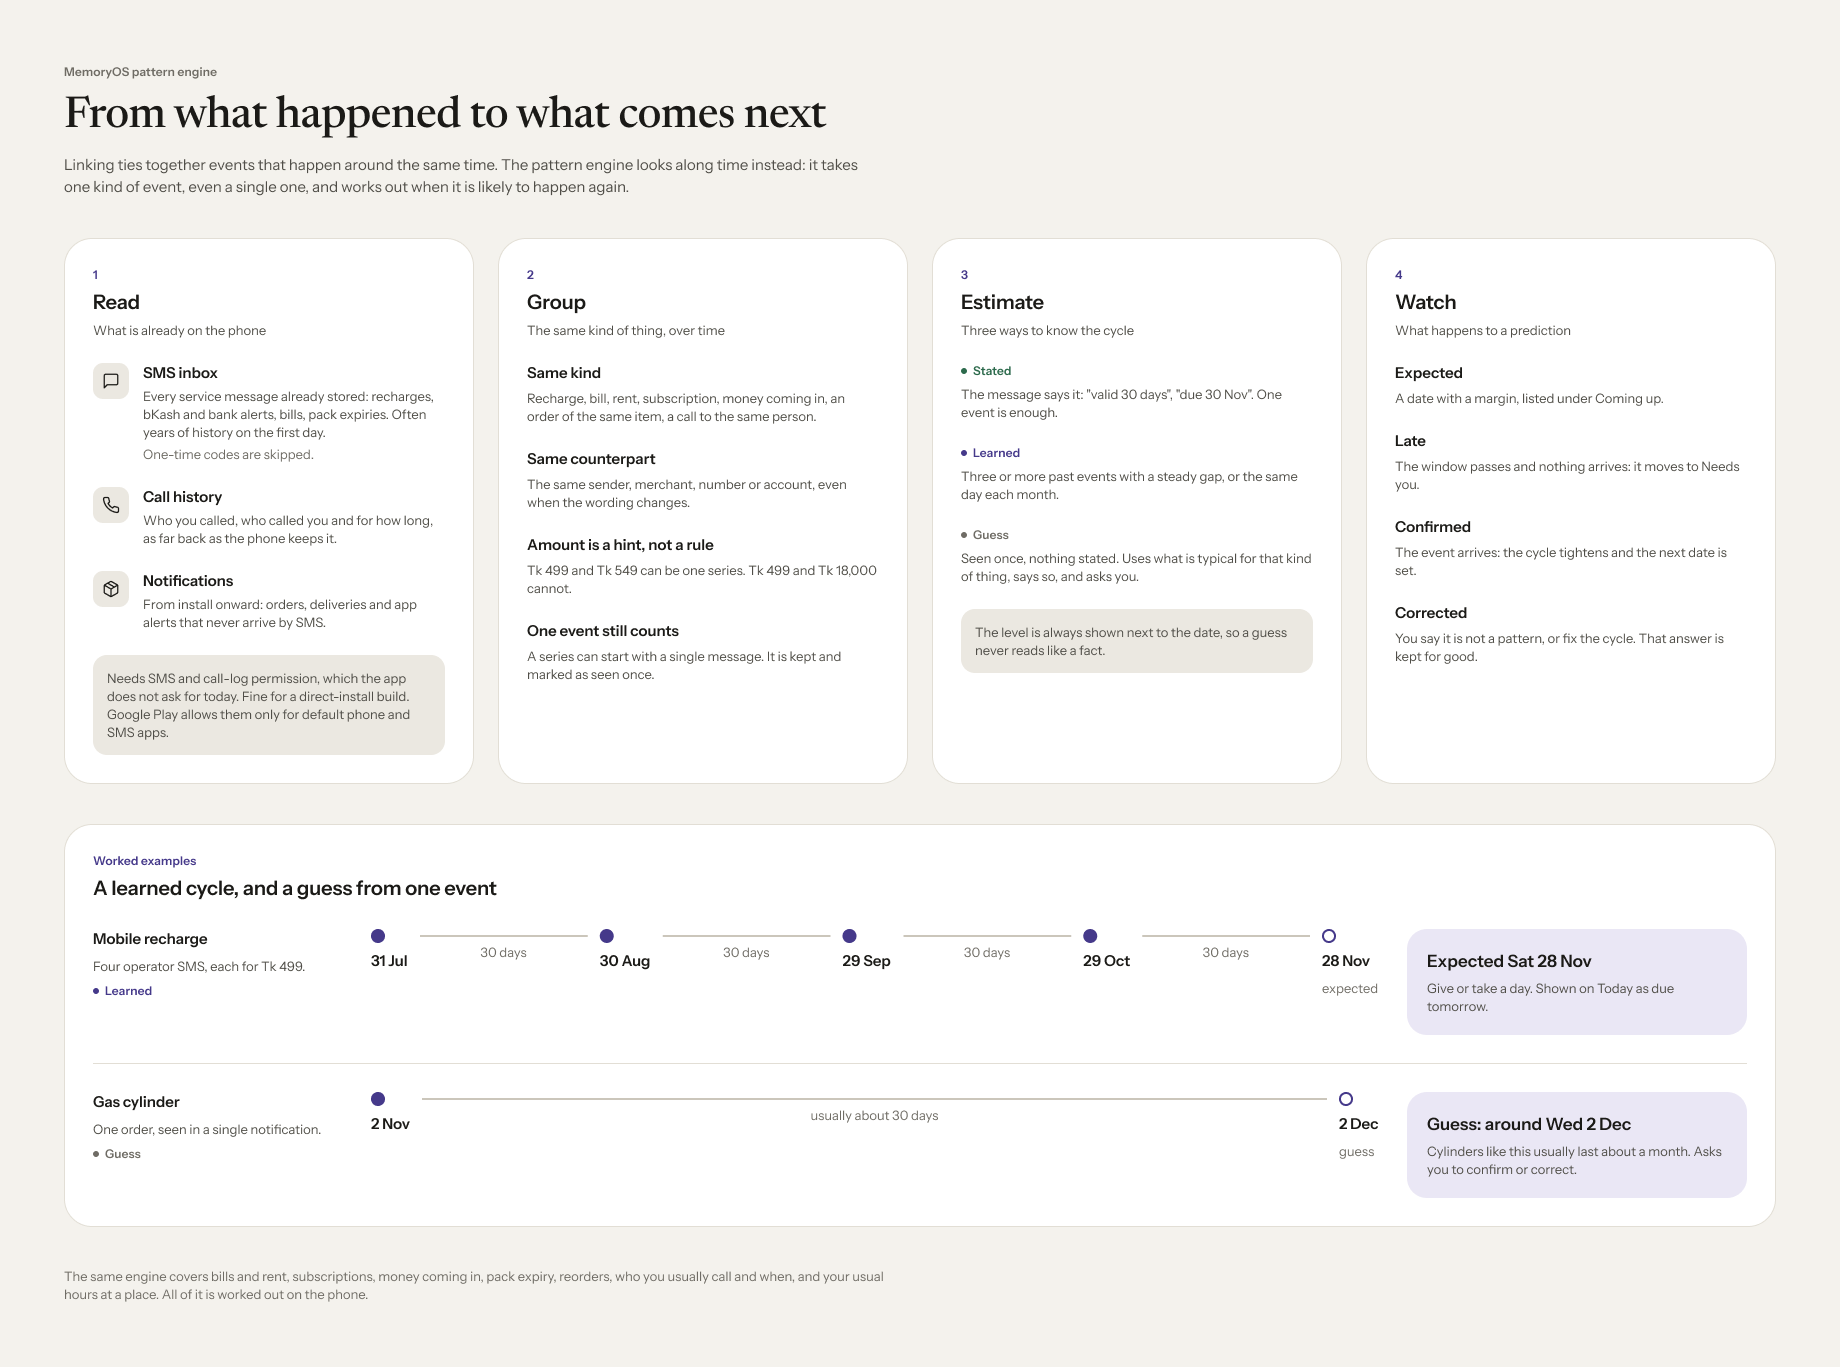 MemoryOS pattern engine
From what happened to what comes next
Linking ties together events that happen around the same time. The pattern engine looks along time instead: it takes
one kind of event, even a single one, and works out when it is likely to happen again.
1
Read
What is already on the phone
SMS inbox
Every service message already stored: recharges,
bKash and bank alerts, bills, pack expiries. Often
years of history on the first day.
One-time codes are skipped.
Call history
Who you called, who called you and for how long,
as far back as the phone keeps it.
Notifications
From install onward: orders, deliveries and app
alerts that never arrive by SMS.
Needs SMS and call-log permission, which the app
does not ask for today. Fine for a direct-install build.
Google Play allows them only for default phone and
SMS apps.
2
Group
The same kind of thing, over time
Same kind
Recharge, bill, rent, subscription, money coming in, an
order of the same item, a call to the same person.
Same counterpart
The same sender, merchant, number or account, even
when the wording changes.
Amount is a hint, not a rule
Tk 499 and Tk 549 can be one series. Tk 499 and Tk 18,000
cannot.
One event still counts
A series can start with a single message. It is kept and
marked as seen once.
3
Estimate
Three ways to know the cycle
Stated
The message says it: "valid 30 days", "due 30 Nov". One
event is enough.
Learned
Three or more past events with a steady gap, or the same
day each month.
Guess
Seen once, nothing stated. Uses what is typical for that kind
of thing, says so, and asks you.
The level is always shown next to the date, so a guess
never reads like a fact.
4
Watch
What happens to a prediction
Expected
A date with a margin, listed under Coming up.
Late
The window passes and nothing arrives: it moves to Needs
you.
Confirmed
The event arrives: the cycle tightens and the next date is
set.
Corrected
You say it is not a pattern, or fix the cycle. That answer is
kept for good.
Worked examples
A learned cycle, and a guess from one event
Mobile recharge
Four operator SMS, each for Tk 499.
Learned
31 Jul
30 days
30 Aug
30 days
29 Sep
30 days
29 Oct
30 days
28 Nov
expected
Expected Sat 28 Nov
Give or take a day. Shown on Today as due
tomorrow.
Gas cylinder
One order, seen in a single notification.
Guess
2 Nov
usually about 30 days
2 Dec
guess
Guess: around Wed 2 Dec
Cylinders like this usually last about a month. Asks
you to confirm or correct.
The same engine covers bills and rent, subscriptions, money coming in, pack expiry, reorders, who you usually call and when, and your usual
hours at a place. All of it is worked out on the phone.